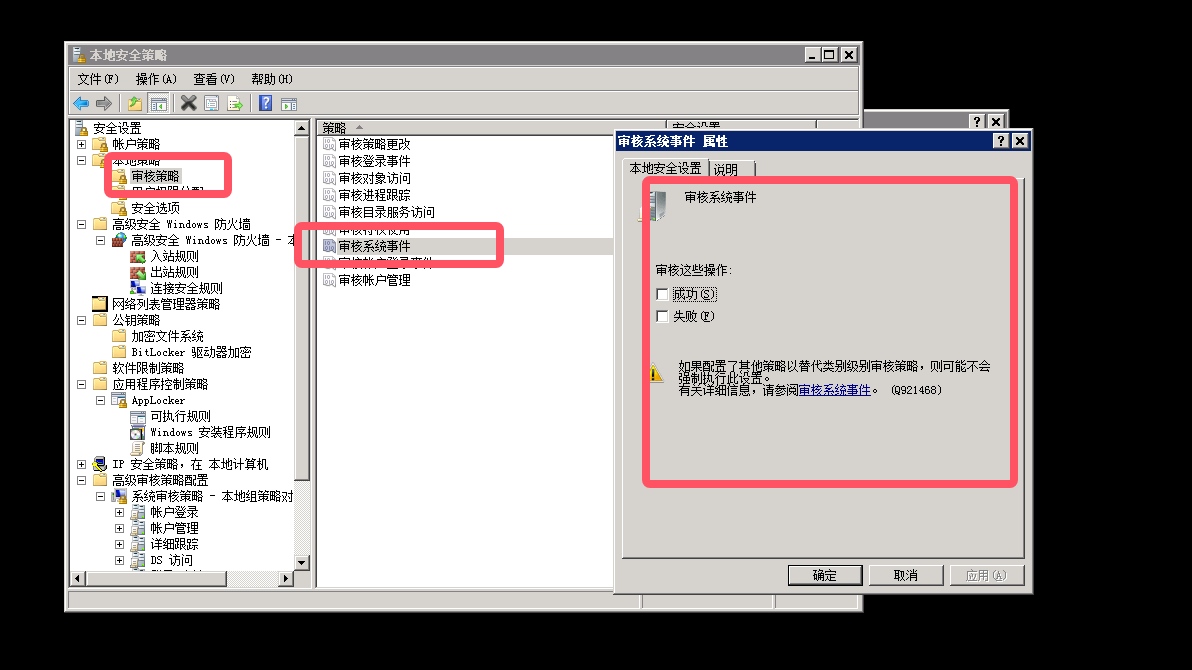 本地安全策略
文件(F) 操作(A) 查看(V) 帮助(H)
安全设置
帐户策略
本地策略
审核策略
用户权限分配
安全选项
高级安全 Windows 防火墙
高级安全 Windows 防火墙 - 本
入站规则
出站规则
连接安全规则
网络列表管理器策略
公钥策略
加密文件系统
BitLocker 驱动器加密
软件限制策略
应用程序控制策略
AppLocker
可执行规则
Windows 安装程序规则
脚本规则
IP 安全策略，在 本地计算机
高级审核策略配置
系统审核策略 - 本地组策略对
帐户登录
帐户管理
详细跟踪
DS 访问
策略 安全设置
审核策略更改
审核登录事件
审核对象访问
审核进程跟踪
审核目录服务访问
审核特权使用
审核系统事件
审核帐户登录事件
审核帐户管理
审核系统事件 属性
本地安全设置 说明
审核系统事件
审核这些操作:
成功(S)
失败(F)
如果配置了其他策略以替代类别级别审核策略，则可能不会
强制执行此设置。
有关详细信息，请参阅审核系统事件。 (Q921468)
确定 取消 应用(A)